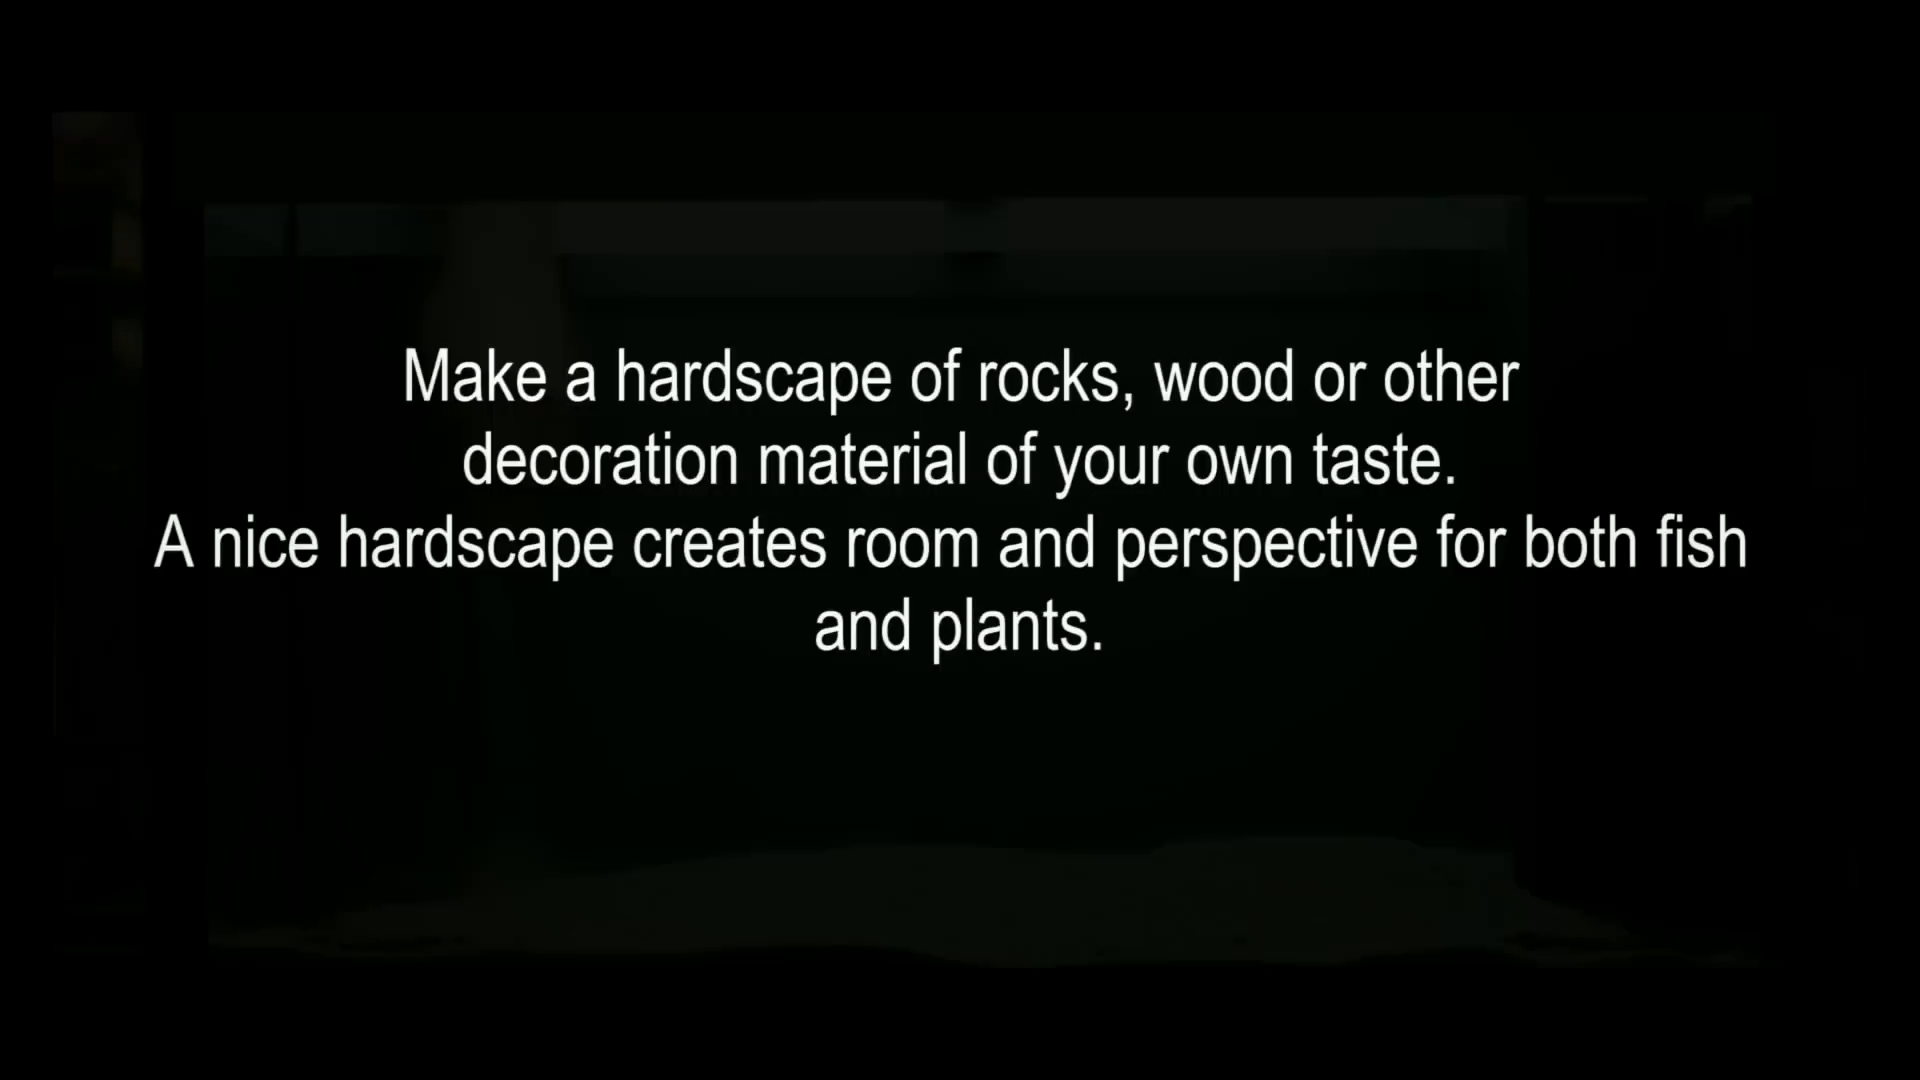 Make a hardscape of rocks, wood or other
decoration material of your own taste.
A nice hardscape creates room and perspective for both fish
and plants.